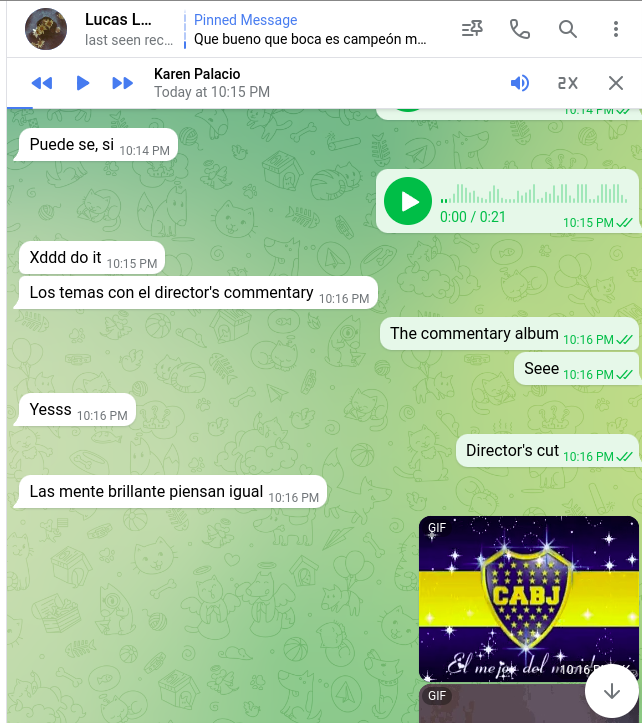 Lucas L...
last seen rec...
Pinned Message
Que bueno que boca es campeón m...
Karen Palacio
Today at 10:15 PM
2X
10:14 PM
Puede se, si 10:14 PM
0:00 / 0:21
10:15 PM
Xddd do it 10:15 PM
Los temas con el director's commentary 10:16 PM
The commentary album 10:16 PM
Seee 10:16 PM
Yesss 10:16 PM
Director's cut 10:16 PM
Las mente brillante piensan igual 10:16 PM
GIF
CABJ
El mejor del
10:16
GIF